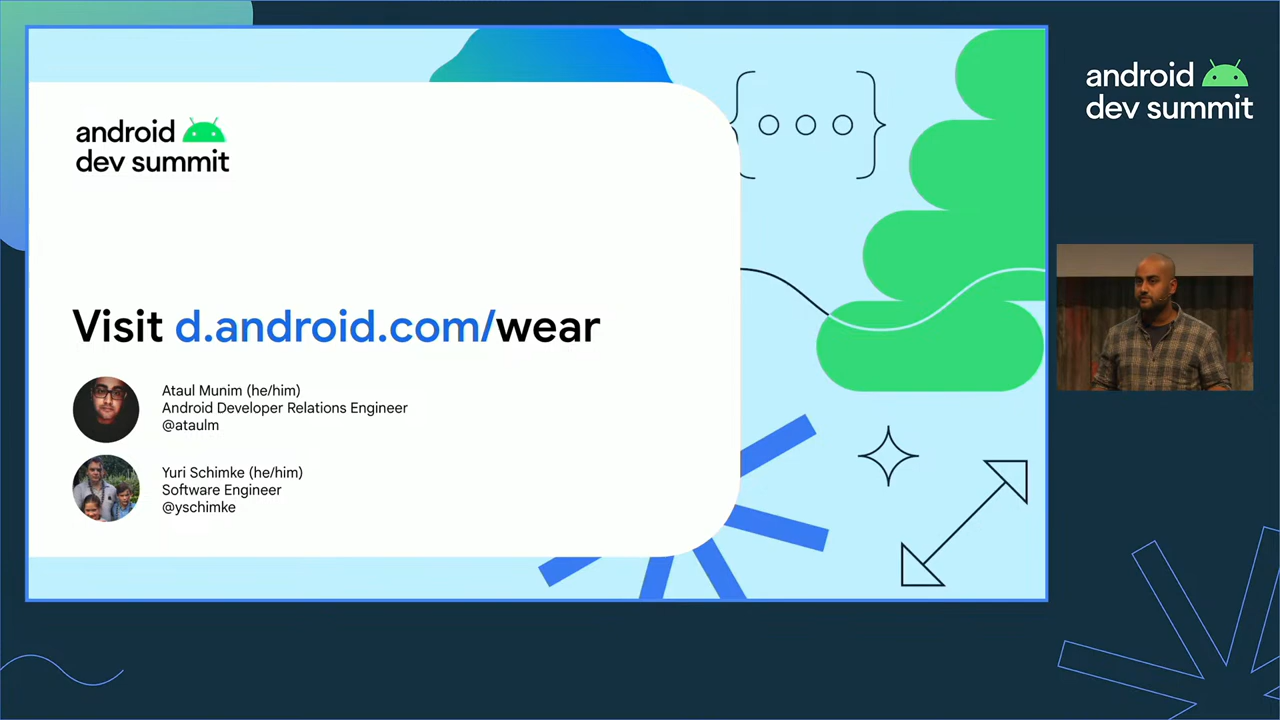 android
dev summit
Visit d.android.com/wear
Ataul Munim (he/him)
Android Developer Relations Engineer
@ataulm
Yuri Schimke (he/him)
Software Engineer
@yschimke
android
dev summit